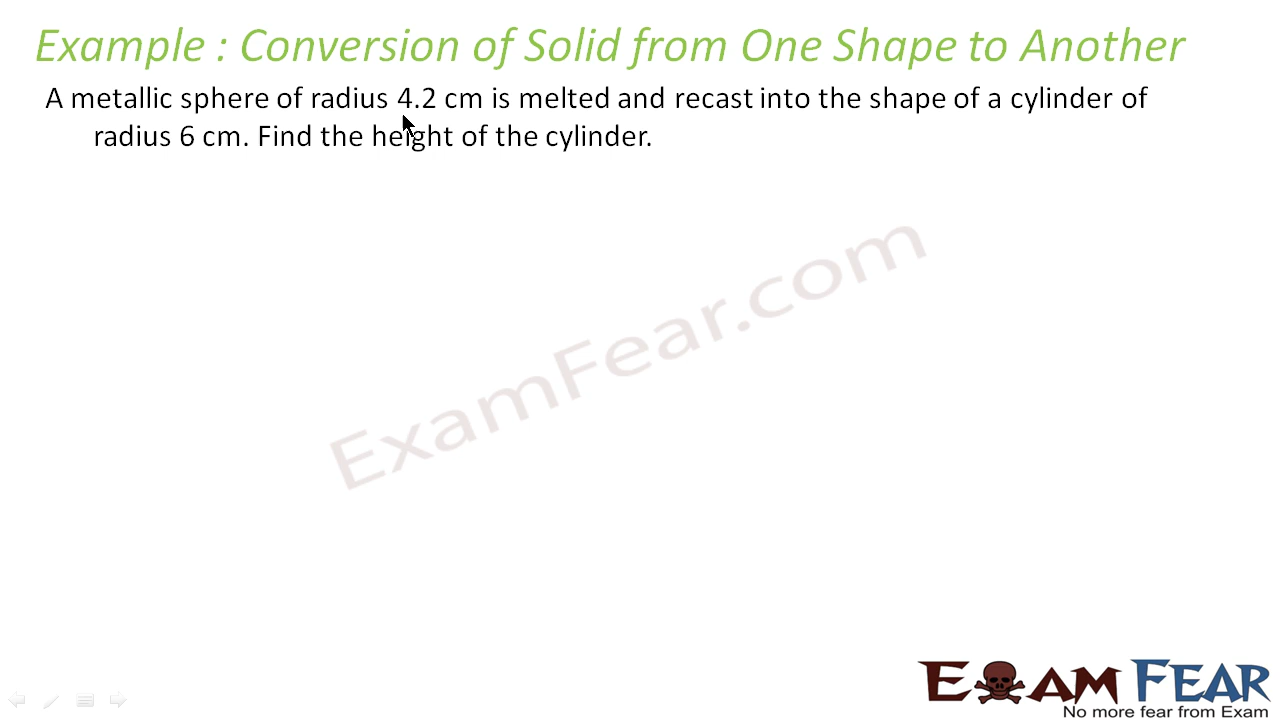 Example : Conversion of Solid from One Shape to Another
A metallic sphere of radius 4.2 cm is melted and recast into the shape of a cylinder of
radius 6 cm. Find the height of the cylinder.
ExamFear.com
EXAM FEAR
No more fear from Exam